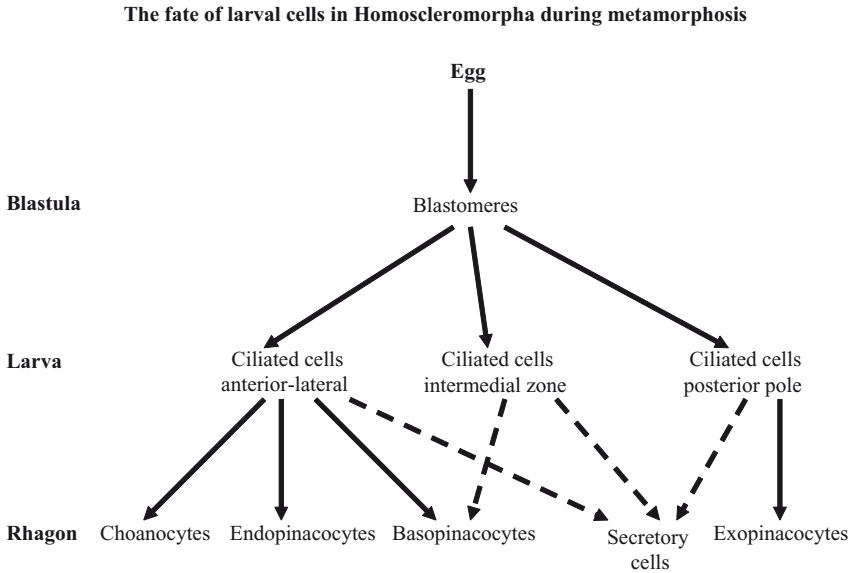 The fate of larval cells in Homoscleromorpha during metamorphosis
Egg
Blastula
Blastomeres
Larva
Ciliated cells
anterior-lateral
Ciliated cells
intermedial zone
Ciliated cells
posterior pole
Rhagon
Choanocytes
Endopinacocytes
Basopinacocytes
Secretory
cells
Exopinacocytes